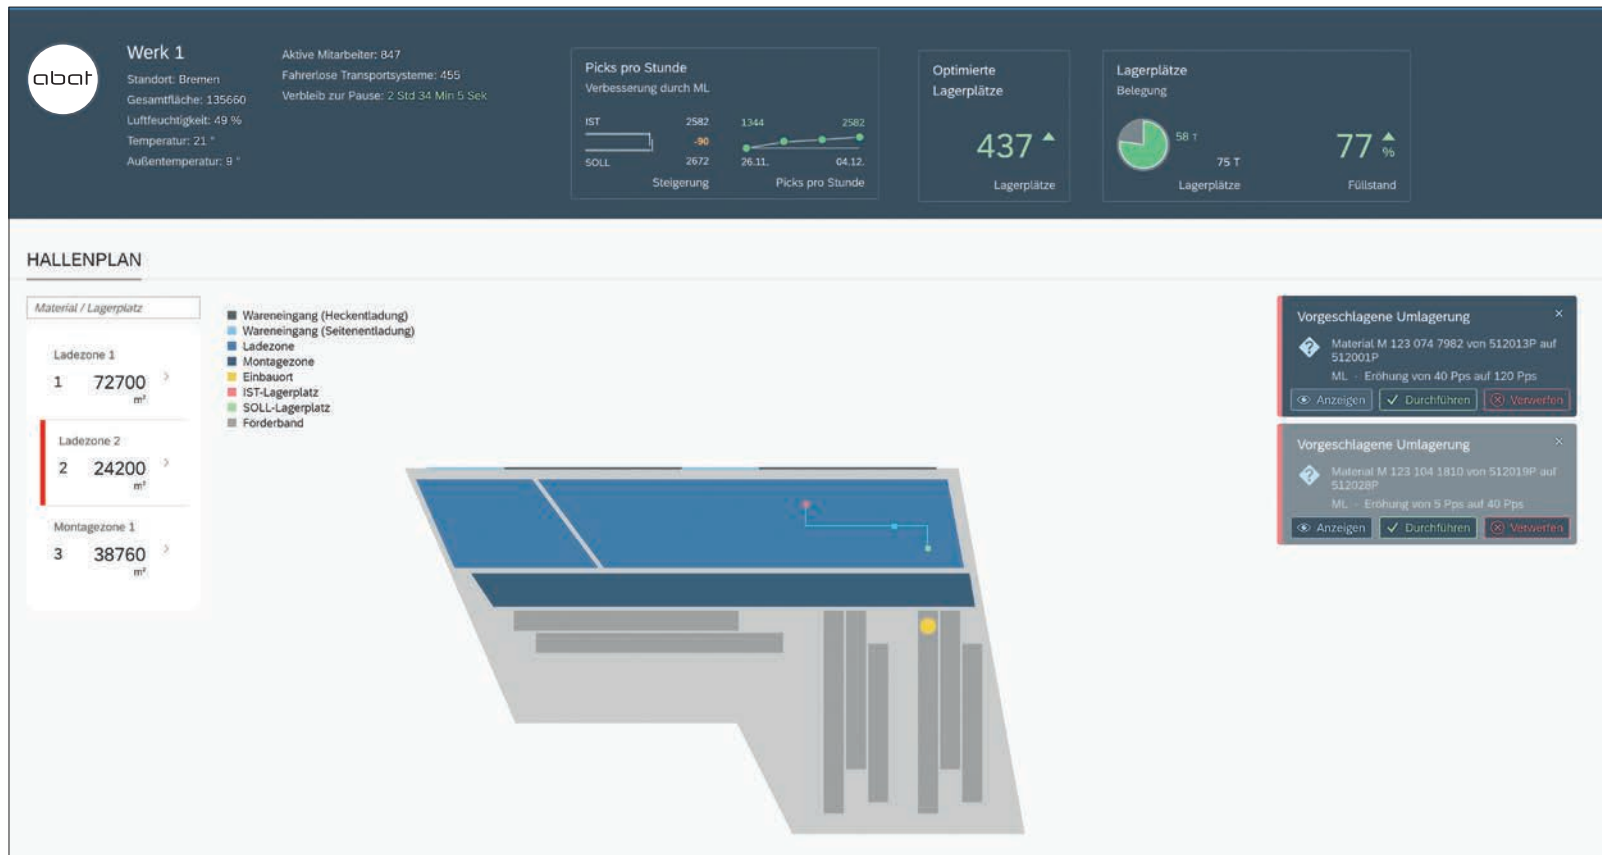 abat
Werk 1
Standort: Bremen
Gesamtfläche: 135660
Luftfeuchtigkeit: 49 %
Temperatur: 21 °
Außentemperatur: 9 °
Aktive Mitarbeiter: 847
Fahrerlose Transportsysteme: 455
Verbleib zur Pause: 2 Std 34 Min 5 Sek
Picks pro Stunde
Verbesserung durch ML
IST 2582
-90
SOLL 2672
Steigerung
1344 2582
26.11. 04.12.
Picks pro Stunde
Optimierte
Lagerplätze
437
Lagerplätze
Lagerplätze
Belegung
58 T
75 T
Lagerplätze
77 %
Füllstand
HALLENPLAN
Material / Lagerplatz
Ladezone 1
1 72700
m²
Ladezone 2
2 24200
m²
Montagezone 1
3 38760
m²
Wareneingang (Heckentladung)
Wareneingang (Seitenentladung)
Ladezone
Montagezone
Einbauort
IST-Lagerplatz
SOLL-Lagerplatz
Förderband
Vorgeschlagene Umlagerung
Material M 123 074 7982 von 512013P auf
512001P
ML - Eröhung von 40 Pps auf 120 Pps
Anzeigen Durchführen Verwerfen
Vorgeschlagene Umlagerung
Material M 123 104 1810 von 512019P auf
512028P
ML - Eröhung von 5 Pps auf 40 Pps
Anzeigen Durchführen Verwerfen